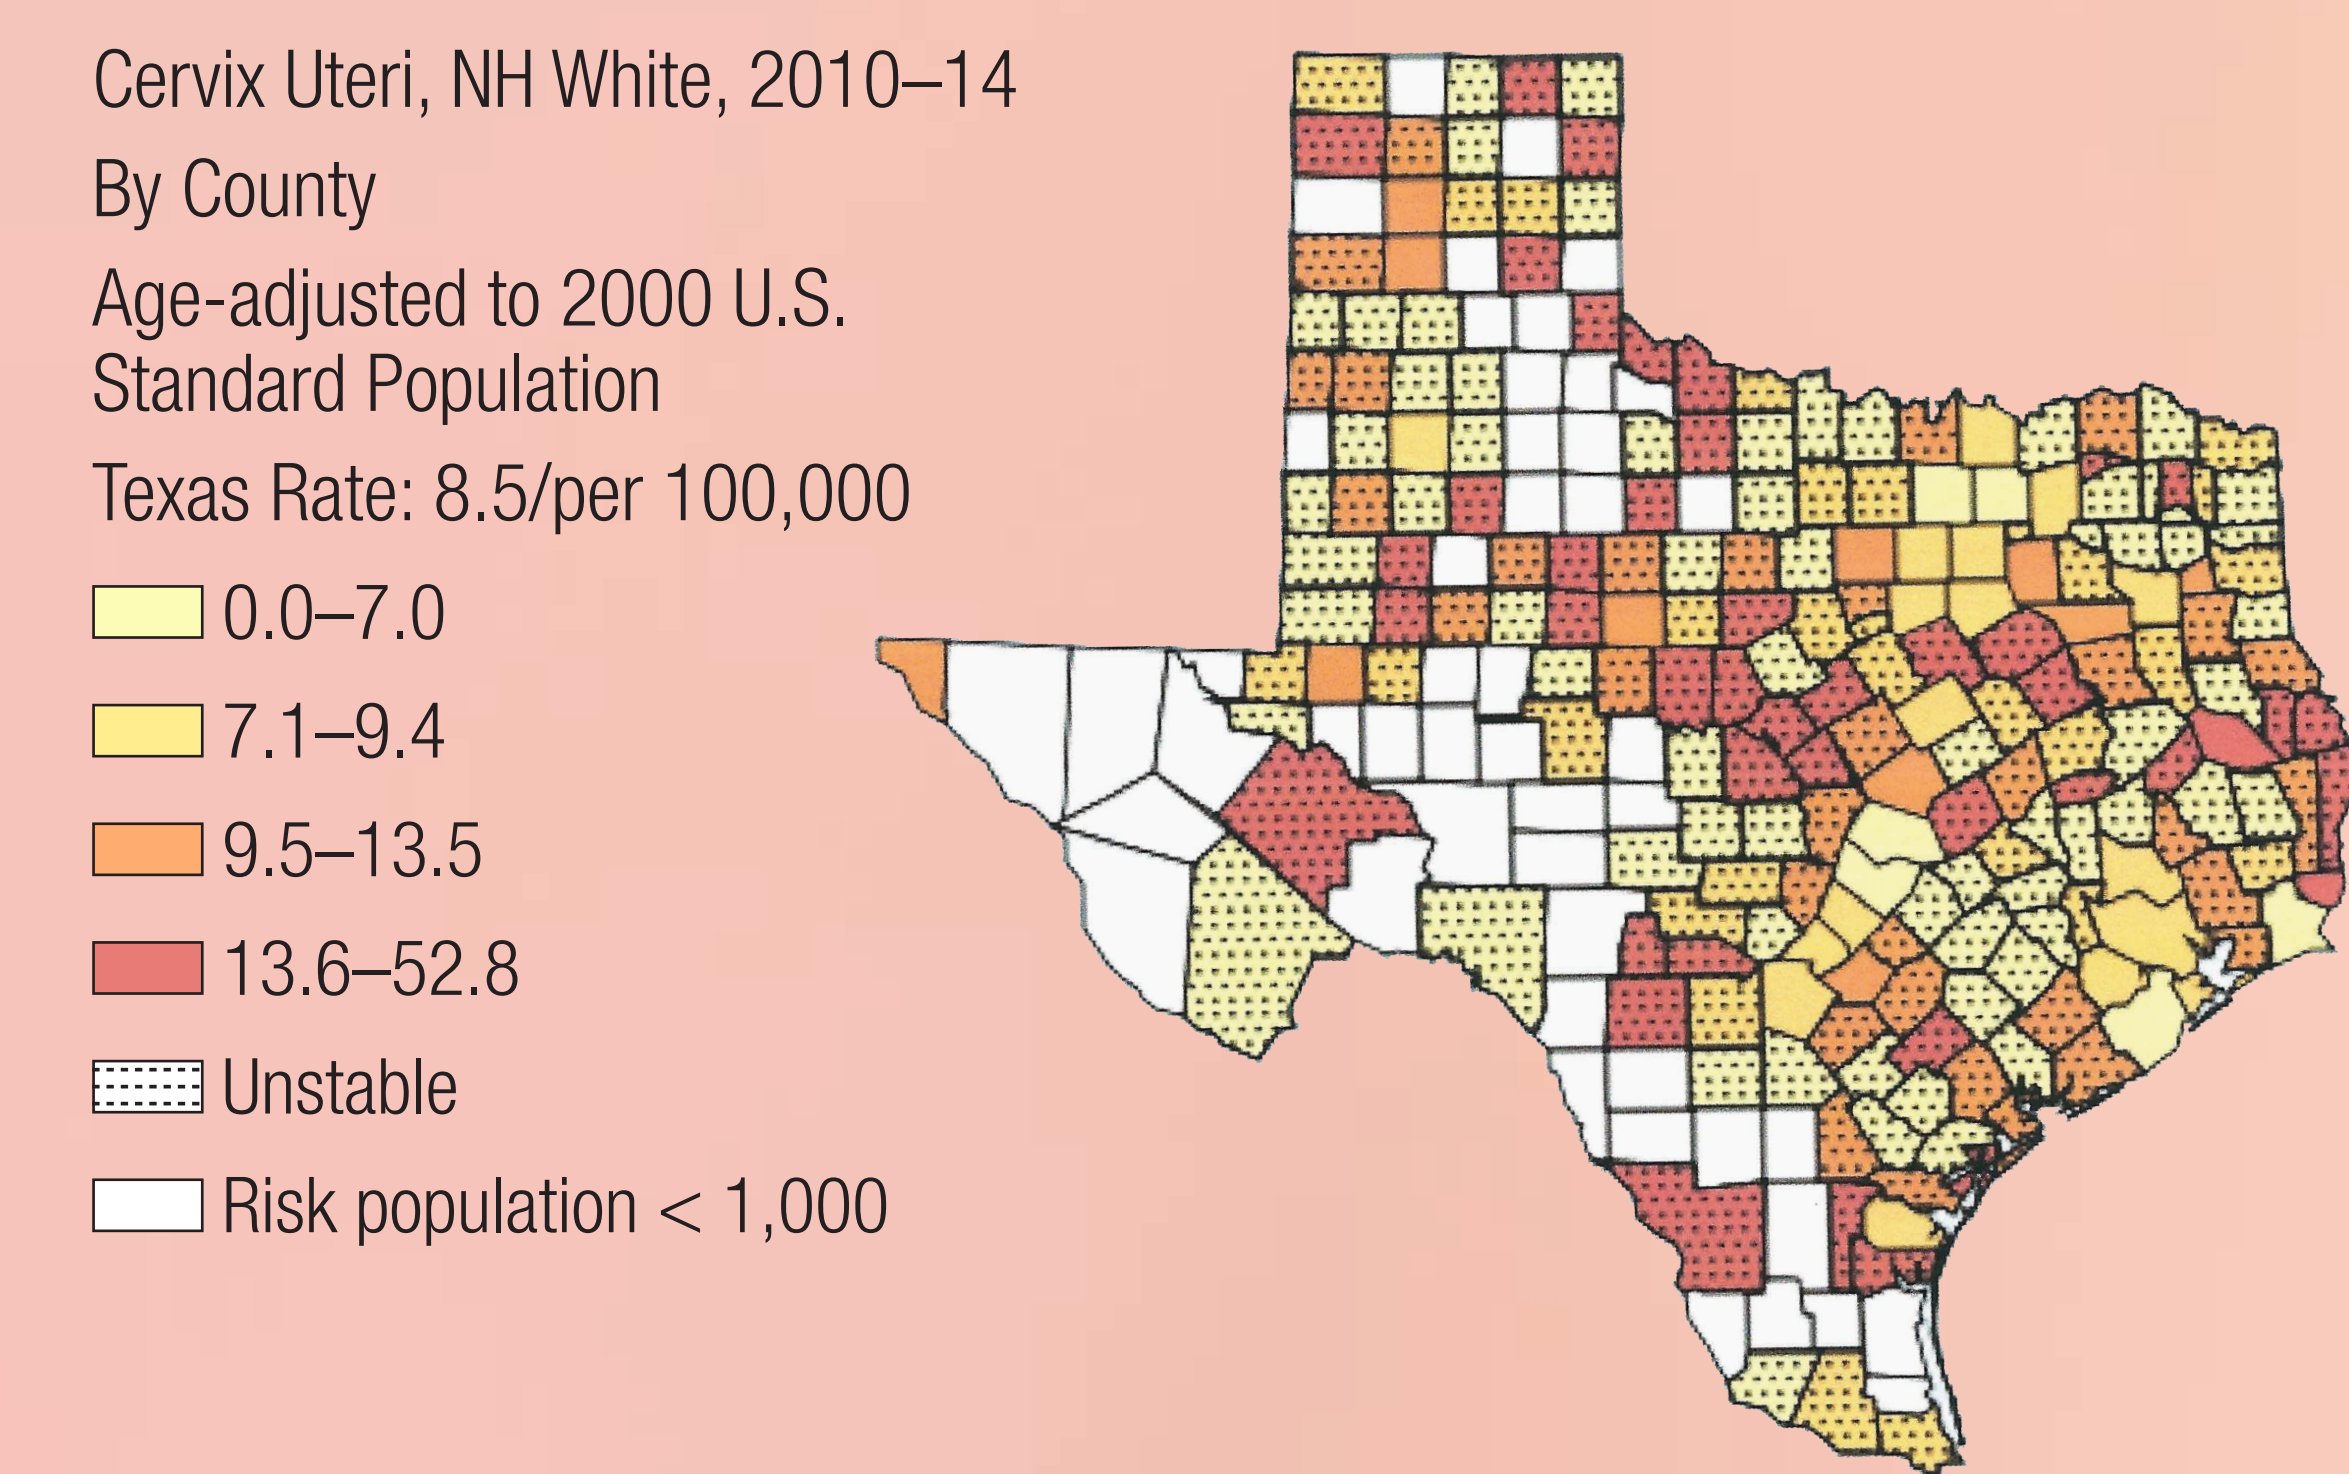 Cervix Uteri, NH White, 2010–14
By County
Age-adjusted to 2000 U.S.
Standard Population
Texas Rate: 8.5/per 100,000
0.0–7.0
7.1–9.4
9.5–13.5
13.6–52.8
Unstable
Risk population < 1,000